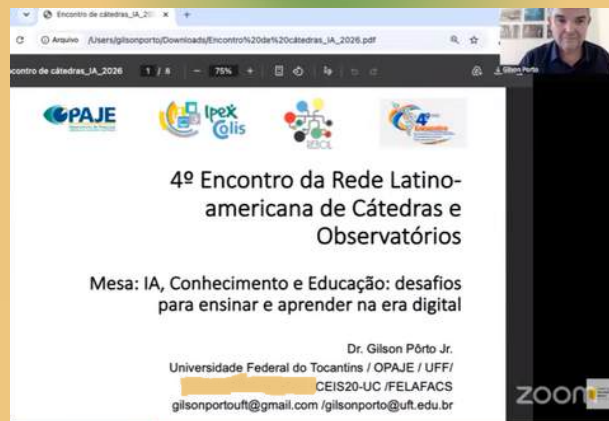 Encontro de cátedras_IA_202
Arquivo /Users/gilsonporto/Downloads/Encontro%20de%20cátedras_IA_2026.pdf
contro de cátedras_IA_2026 1 / 8 75%
Gilson Porto
OPAJE
Ipex Colis
REBOL
4º Encuentro
4º Encontro da Rede Latino-
americana de Cátedras e
Observatórios
Mesa: IA, Conhecimento e Educação: desafios
para ensinar e aprender na era digital
Dr. Gilson Pôrto Jr.
Universidade Federal do Tocantins / OPAJE / UFF/
CEIS20-UC /FELAFACS
gilsonportouft@gmail.com /gilsonporto@uft.edu.br
zoom